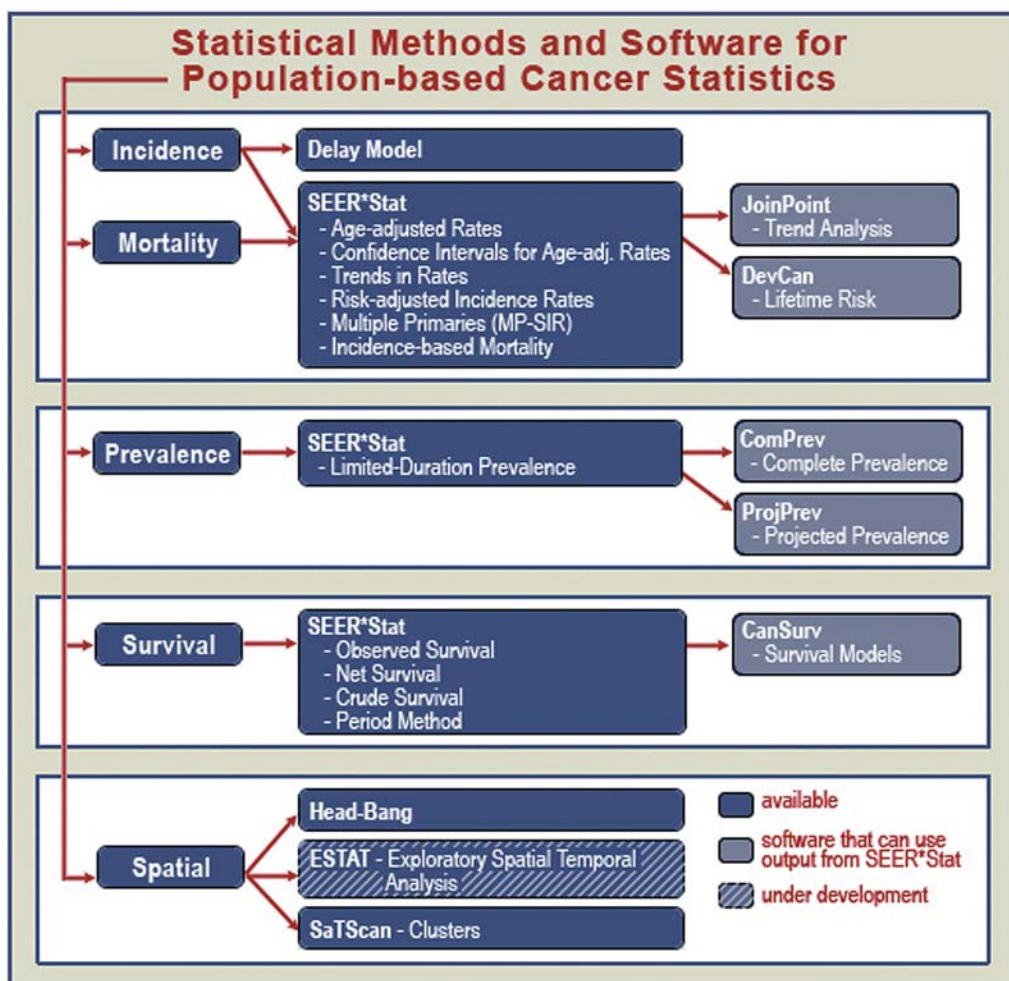 Statistical Methods and Software for
Population-based Cancer Statistics
Incidence
Delay Model
Mortality
SEER*Stat
- Age-adjusted Rates
- Confidence Intervals for Age-adj. Rates
- Trends in Rates
- Risk-adjusted Incidence Rates
- Multiple Primaries (MP-SIR)
- Incidence-based Mortality
JoinPoint
- Trend Analysis
DevCan
- Lifetime Risk
Prevalence
SEER*Stat
- Limited-Duration Prevalence
ComPrev
- Complete Prevalence
ProjPrev
- Projected Prevalence
Survival
SEER*Stat
- Observed Survival
- Net Survival
- Crude Survival
- Period Method
CanSurv
- Survival Models
Spatial
Head-Bang
ESTAT - Exploratory Spatial Temporal
Analysis
SaTScan - Clusters
available
software that can use
output from SEER*Stat
under development